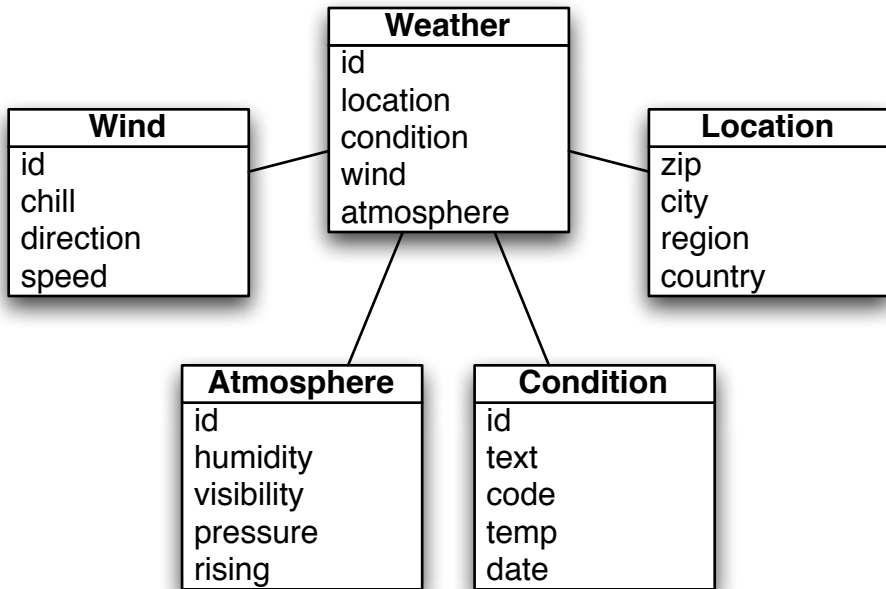 Weather
id
location
condition
wind
atmosphere
Wind
id
chill
direction
speed
Location
zip
city
region
country
Atmosphere
id
humidity
visibility
pressure
rising
Condition
id
text
code
temp
date